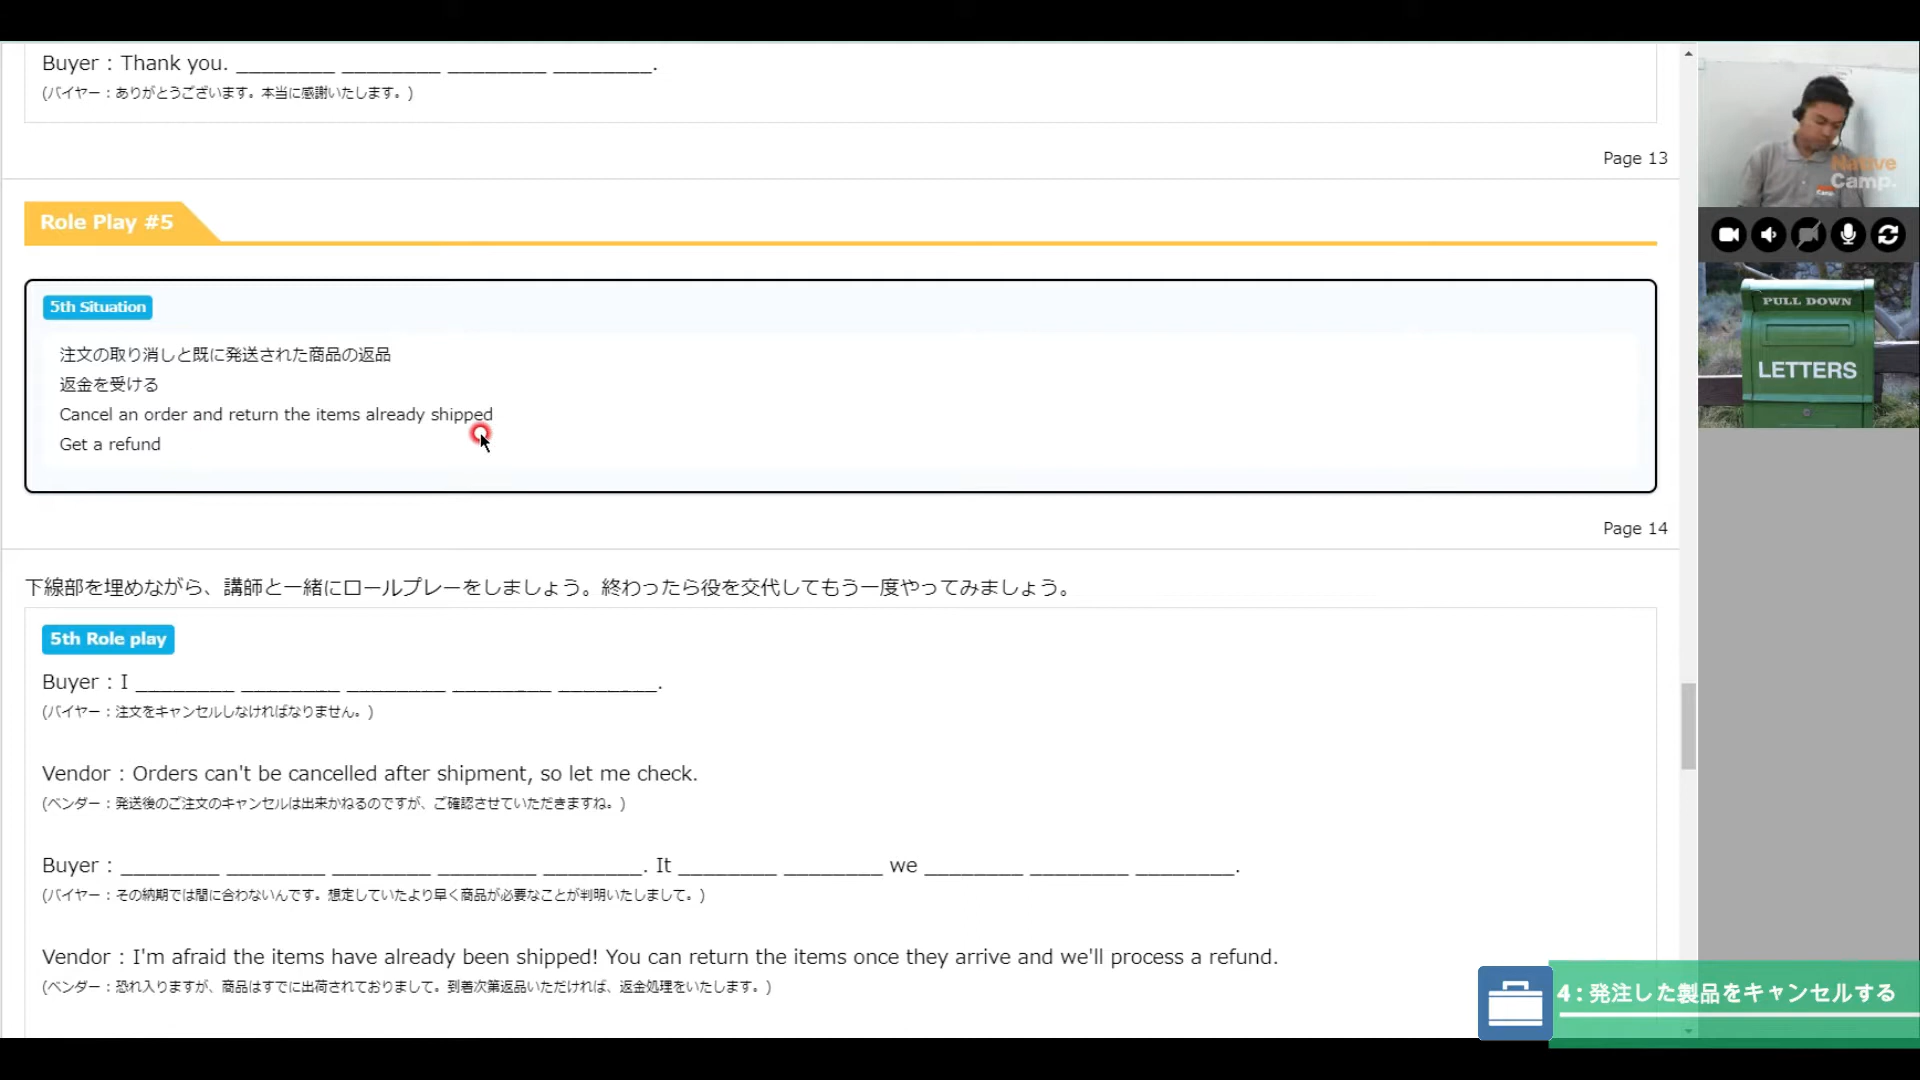 Buyer : Thank you. _________ _________ _________ _________.
(バイヤー：ありがとうございます。本当に感謝いたします。)
Page 13
Role Play #5
5th Situation
注文の取り消しと既に発送された商品の返品
返金を受ける
Cancel an order and return the items already shipped
Get a refund
Page 14
下線部を埋めながら、講師と一緒にロールプレーをしましょう。終わったら役を交代してもう一度やってみましょう。
5th Role play
Buyer : I _________ _________ _________ _________ _________.
(バイヤー：注文をキャンセルしなければなりません。)
Vendor : Orders can't be cancelled after shipment, so let me check.
(ベンダー：発送後のご注文のキャンセルは出来かねるのですが、ご確認させていただきますね。)
Buyer : _________ _________ _________ _________ _________. It _________ _________ we _________ _________ _________.
(バイヤー：その納期では間に合わないんです。想定していたより早く商品が必要なことが判明いたしまして。)
Vendor : I'm afraid the items have already been shipped! You can return the items once they arrive and we'll process a refund.
(ベンダー：恐れ入りますが、商品はすでに出荷されておりまして。到着次第返品いただければ、返金処理をいたします。)
Native
Camp.
PULL DOWN
LETTERS
4：発注した製品をキャンセルする